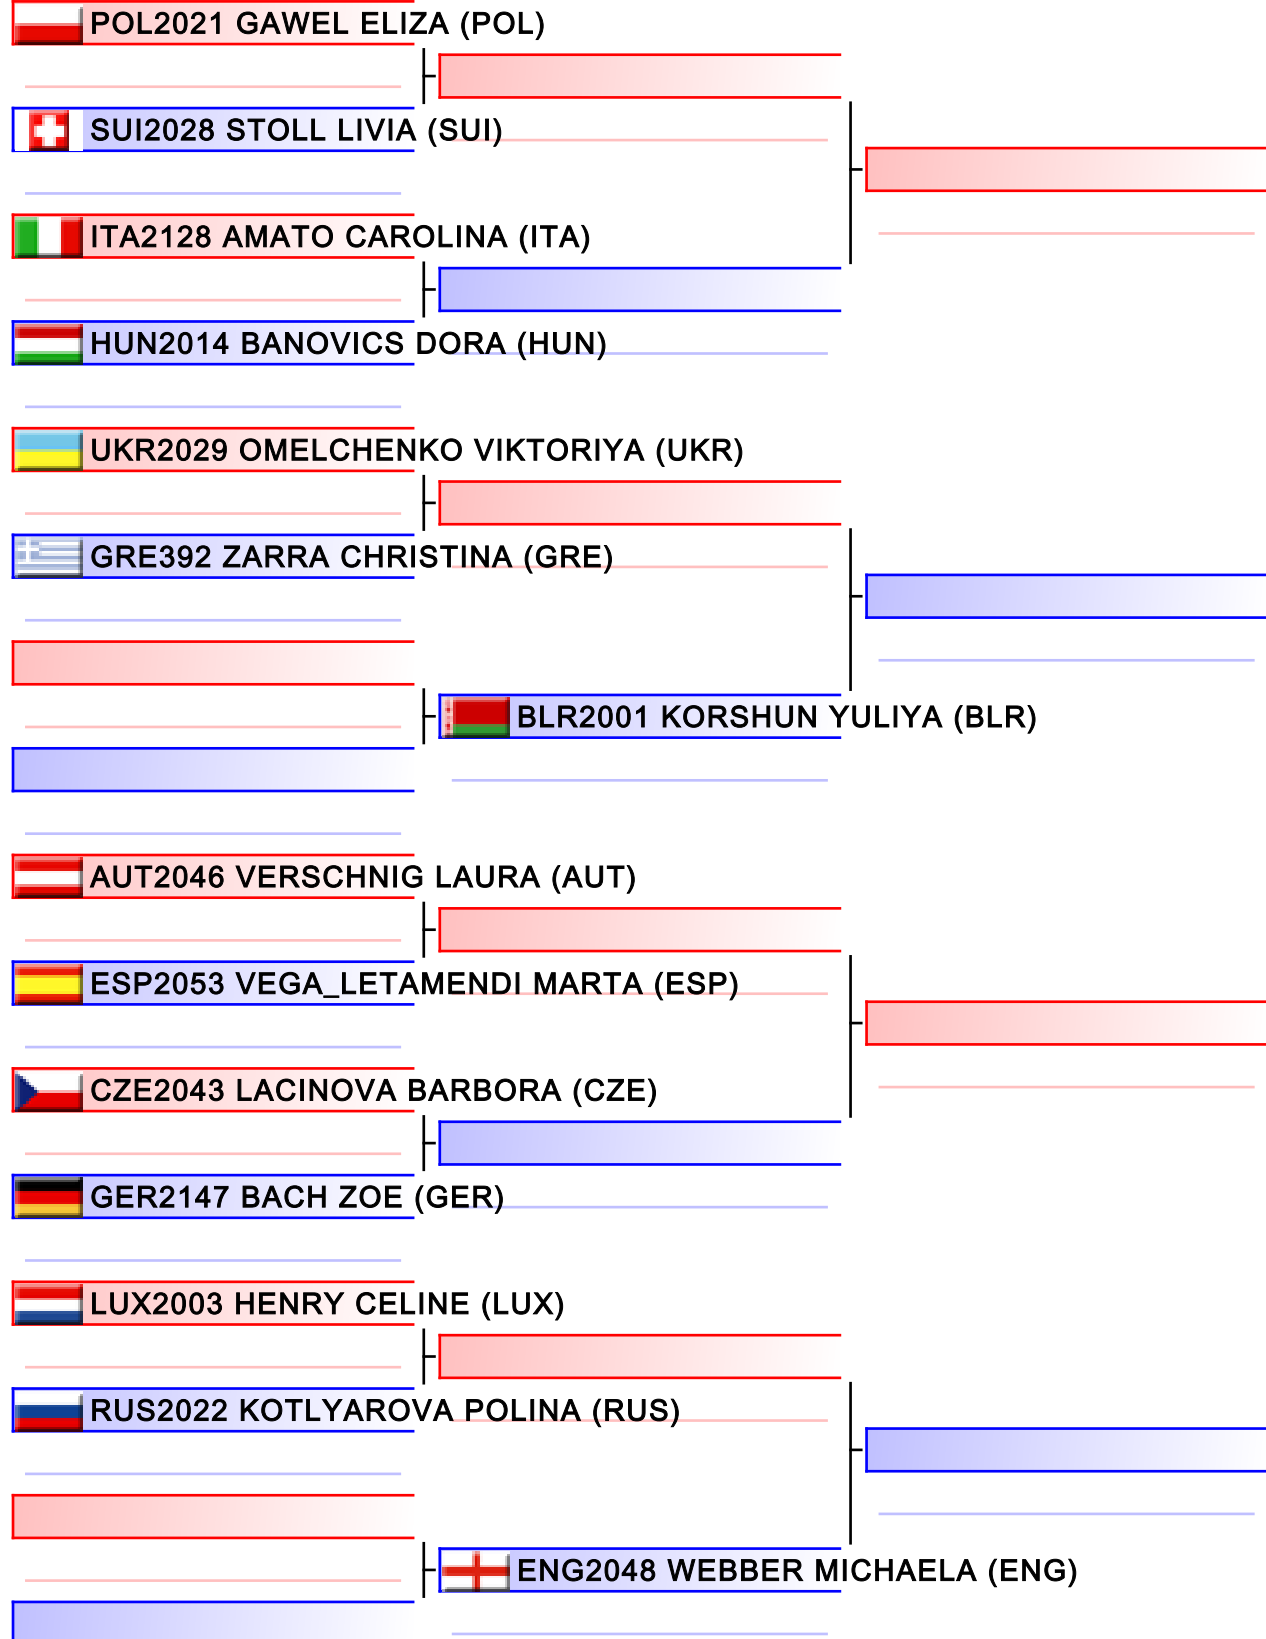 POL2021 GAWEL ELIZA (POL)
SUI2028 STOLL LIVIA (SUI)
ITA2128 AMATO CAROLINA (ITA)
HUN2014 BANOVICS DORA (HUN)
UKR2029 OMELCHENKO VIKTORIYA (UKR)
GRE392 ZARRA CHRISTINA (GRE)
BLR2001 KORSHUN YULIYA (BLR)
AUT2046 VERSCHNIG LAURA (AUT)
ESP2053 VEGA_LETAMENDI MARTA (ESP)
CZE2043 LACINOVA BARBORA (CZE)
GER2147 BACH ZOE (GER)
LUX2003 HENRY CELINE (LUX)
RUS2022 KOTLYAROVA POLINA (RUS)
ENG2048 WEBBER MICHAELA (ENG)